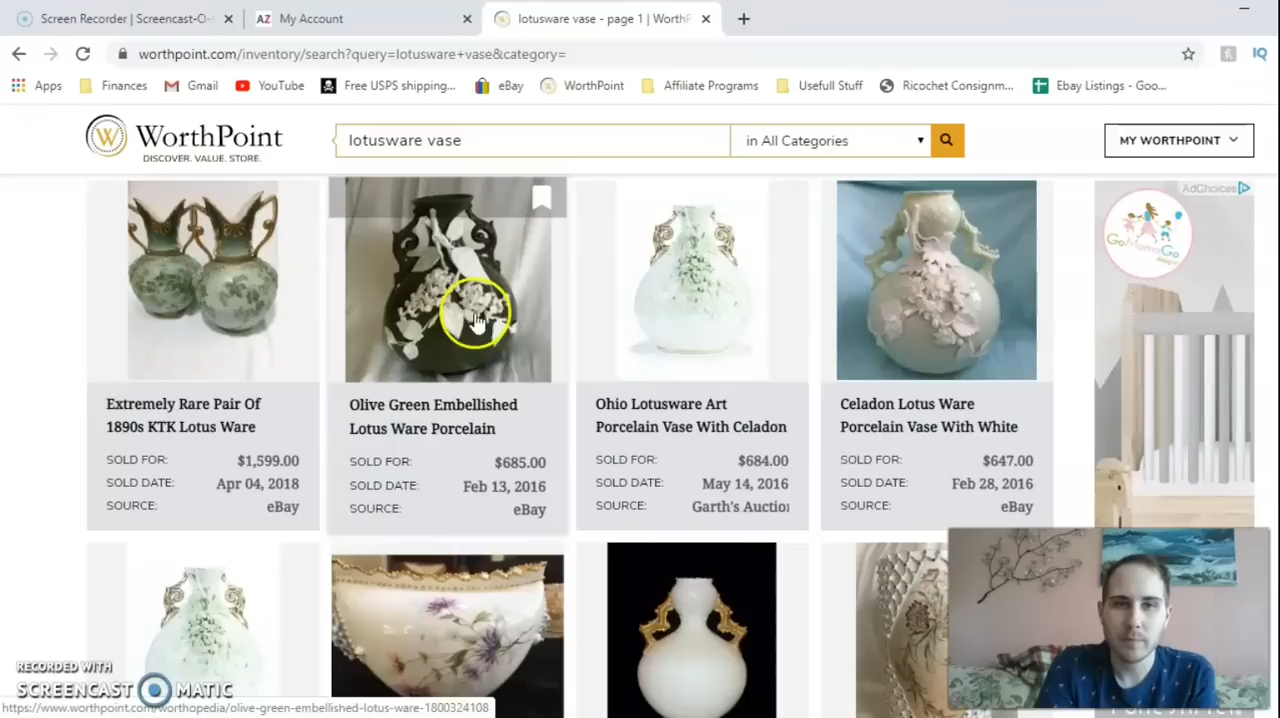 Screen Recorder | Screencast-O-
My Account
lotusware vase - page 1 | WorthP
worthpoint.com/inventory/search?query=lotusware+vase&category=
Apps
Finances
Gmail
YouTube
Free USPS shipping...
eBay
WorthPoint
Affiliate Programs
Usefull Stuff
Ricochet Consignm...
Ebay Listings - Goo...
WORTHPOINT
DISCOVER. VALUE. STORE.
lotusware vase
in All Categories
MY WORTHPOINT
AdChoices
GoMomGo
Extremely Rare Pair Of
1890s KTK Lotus Ware
SOLD FOR: $1,599.00
SOLD DATE: Apr 04, 2018
SOURCE: eBay
Olive Green Embellished
Lotus Ware Porcelain
SOLD FOR: $685.00
SOLD DATE: Feb 13, 2016
SOURCE: eBay
Ohio Lotusware Art
Porcelain Vase With Celadon
SOLD FOR: $684.00
SOLD DATE: May 14, 2016
SOURCE: Garth's Auction
Celadon Lotus Ware
Porcelain Vase With White
SOLD FOR: $647.00
SOLD DATE: Feb 28, 2016
SOURCE: eBay
RECORDED WITH
SCREENCAST MATIC
https://www.worthpoint.com/worthopedia/olive-green-embellished-lotus-ware-1800324108